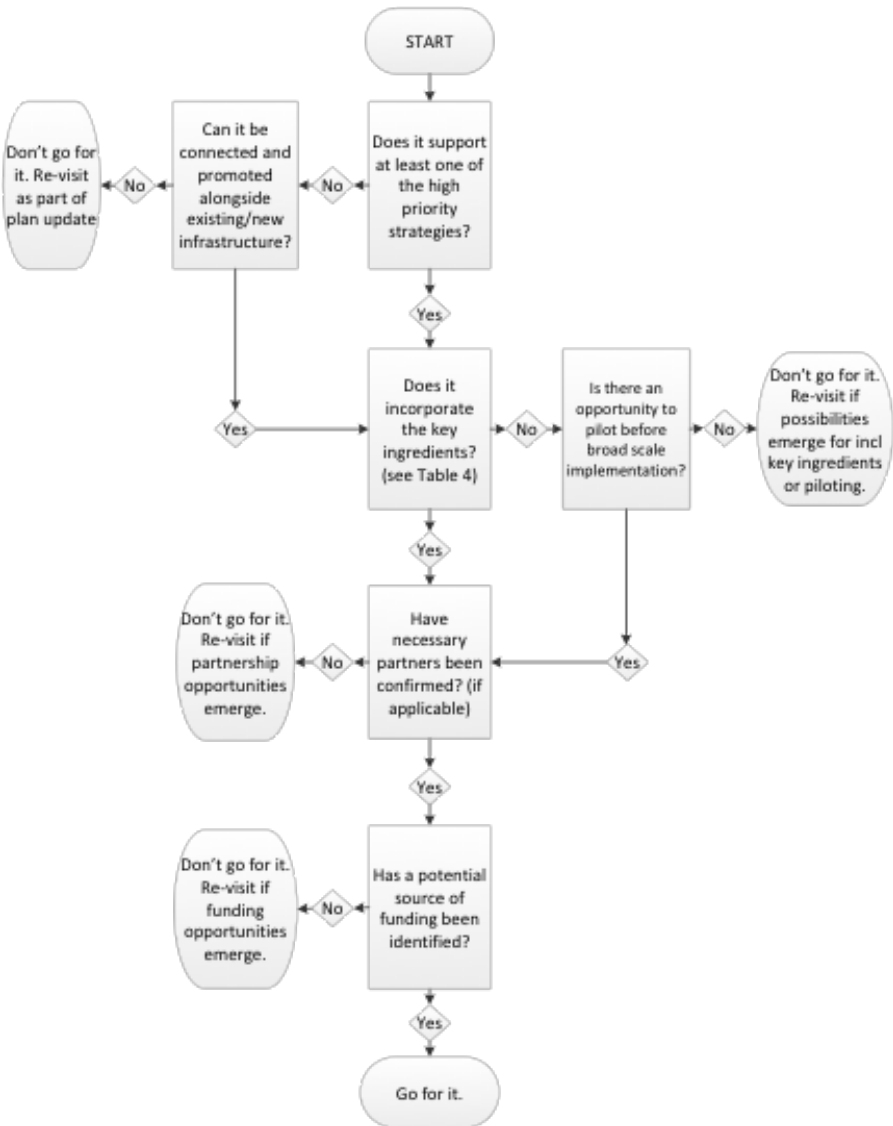 START
Does it support
at least one of
the high
priority
strategies?
No
Can it be
connected and
promoted
alongside
existing/new
infrastructure?
No
Don't go for
it. Re-visit
as part of
plan update
Yes
Yes
Does it
incorporate
the key
ingredients?
(see Table 4)
No
Is there an
opportunity to
pilot before
broad scale
implementation?
No
Don't go for it.
Re-visit if
possibilities
emerge for incl
key ingredients
or piloting.
Yes
Yes
Have
necessary
partners been
confirmed? (if
applicable)
No
Don't go for it.
Re-visit if
partnership
opportunities
emerge.
Yes
Has a potential
source of
funding been
identified?
No
Don't go for it.
Re-visit if
funding
opportunities
emerge.
Yes
Go for it.